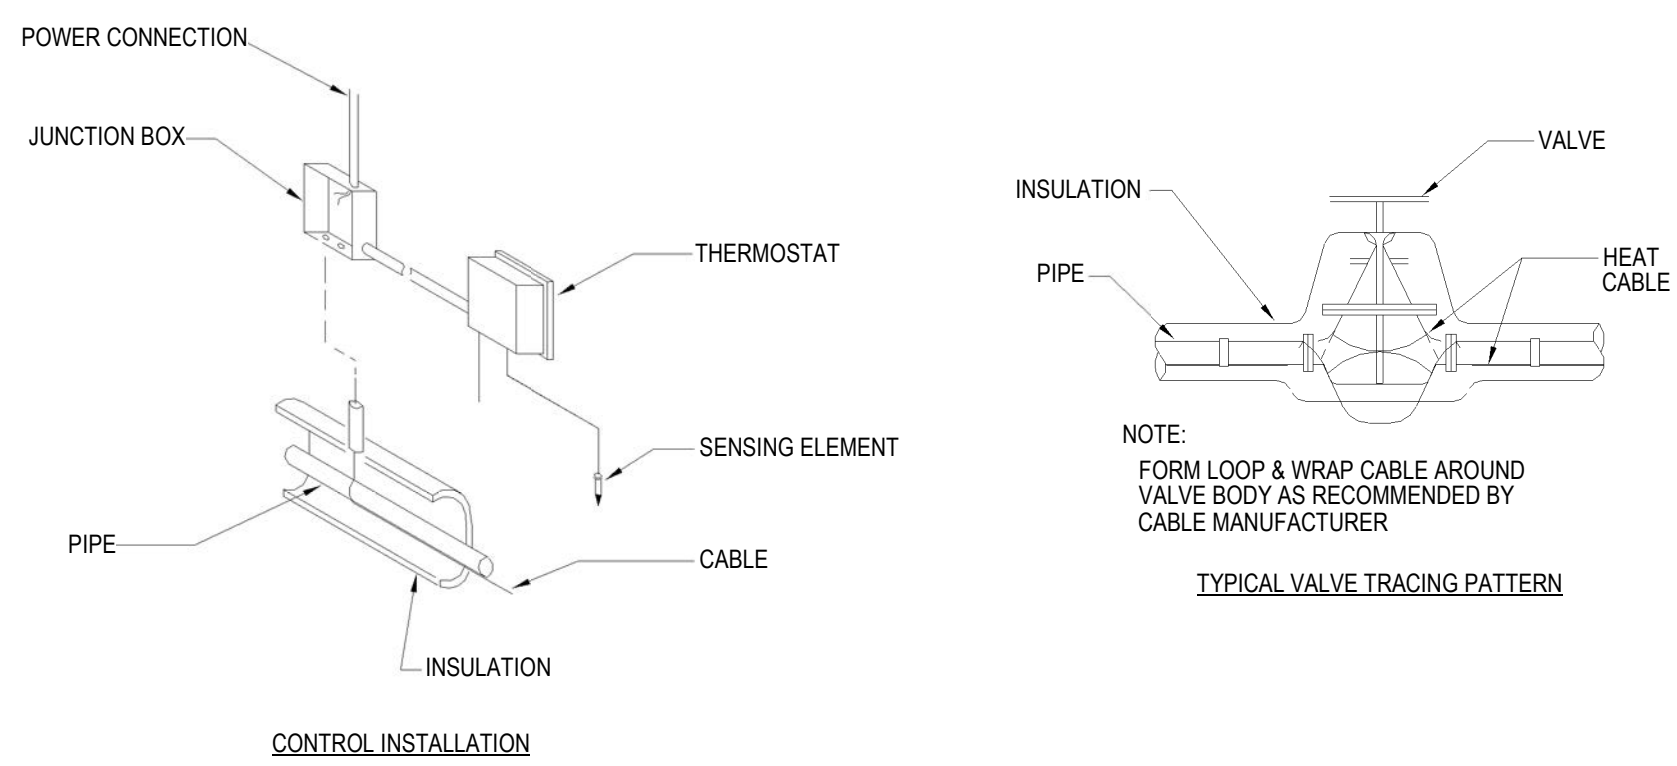 POWER CONNECTION
JUNCTION BOX
THERMOSTAT
SENSING ELEMENT
PIPE
CABLE
INSULATION
CONTROL INSTALLATION
VALVE
INSULATION
PIPE
HEAT
CABLE
NOTE:
FORM LOOP & WRAP CABLE AROUND
VALVE BODY AS RECOMMENDED BY
CABLE MANUFACTURER
TYPICAL VALVE TRACING PATTERN